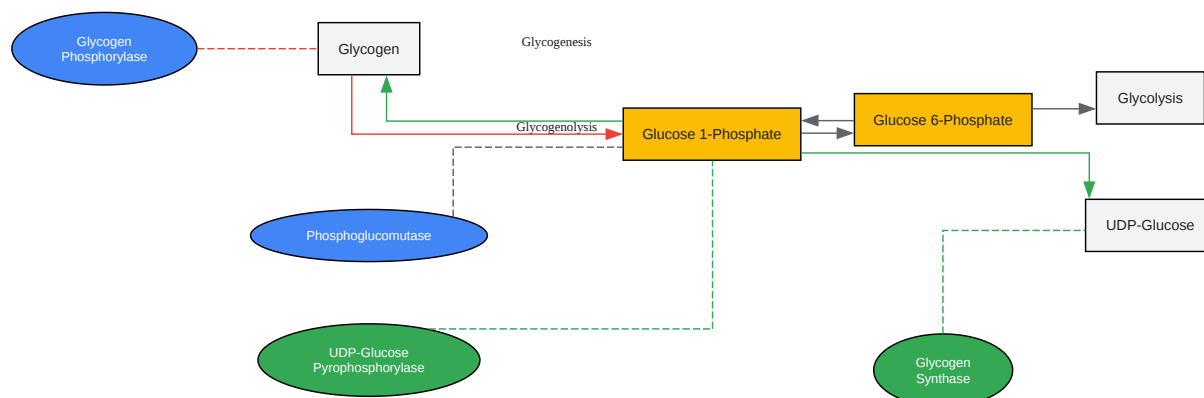 Glycogen
Phosphorylase
Glycogen
Glycogenesis
Glycolysis
Glucose 6-Phosphate
Glycogenolysis
Glucose 1-Phosphate
UDP-Glucose
Phosphoglucomutase
UDP-Glucose
Pyrophosphorylase
Glycogen
Synthase